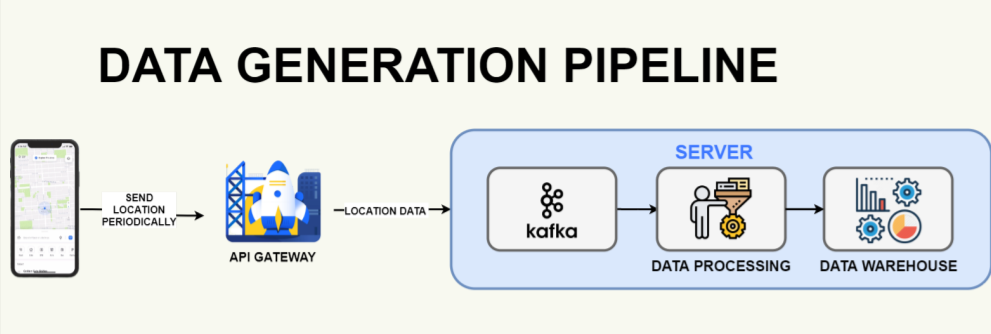 DATA GENERATION PIPELINE
SEND
LOCATION
PERIODICALLY
API GATEWAY
LOCATION DATA
SERVER
kafka
DATA PROCESSING
DATA WAREHOUSE